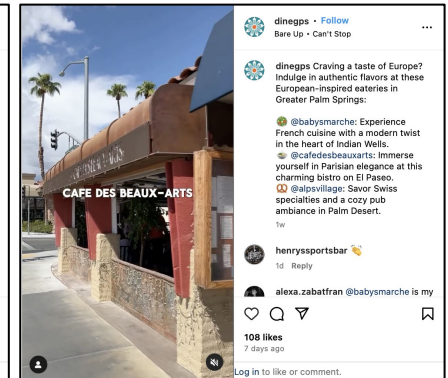 CAFE DES BEAUX-ARTS
dinegps • Follow
Bare Up • Can't Stop
dinegps Craving a taste of Europe?
Indulge in authentic flavors at these
European-inspired eateries in
Greater Palm Springs:
@babysmarche: Experience
French cuisine with a modern twist
in the heart of Indian Wells.
@cafedesbeauxarts: Immerse
yourself in Parisian elegance at this
charming bistro on El Paseo.
@alpsvillage: Savor Swiss
specialties and a cozy pub
ambiance in Palm Desert.
1w
henryssportsbar
1d Reply
alexa.zabatfran @babysmarche is my
108 likes
7 days ago
Log in to like or comment.